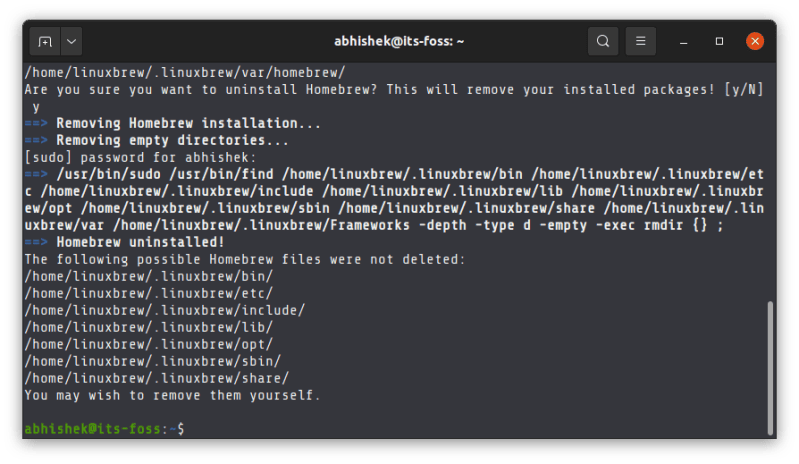 abhishek@its-foss: ~
/home/linuxbrew/.linuxbrew/var/homebrew/
Are you sure you want to uninstall Homebrew? This will remove your installed packages! [y/N]
y
==> Removing Homebrew installation...
==> Removing empty directories...
[sudo] password for abhishek:
==> /usr/bin/sudo /usr/bin/find /home/linuxbrew/.linuxbrew/bin /home/linuxbrew/.linuxbrew/et
c /home/linuxbrew/.linuxbrew/include /home/linuxbrew/.linuxbrew/lib /home/linuxbrew/.linuxbr
ew/opt /home/linuxbrew/.linuxbrew/sbin /home/linuxbrew/.linuxbrew/share /home/linuxbrew/.lin
uxbrew/var /home/linuxbrew/.linuxbrew/Frameworks -depth -type d -empty -exec rmdir {} ;
==> Homebrew uninstalled!
The following possible Homebrew files were not deleted:
/home/linuxbrew/.linuxbrew/bin/
/home/linuxbrew/.linuxbrew/etc/
/home/linuxbrew/.linuxbrew/include/
/home/linuxbrew/.linuxbrew/lib/
/home/linuxbrew/.linuxbrew/opt/
/home/linuxbrew/.linuxbrew/sbin/
/home/linuxbrew/.linuxbrew/share/
You may wish to remove them yourself.
abhishek@its-foss:~$